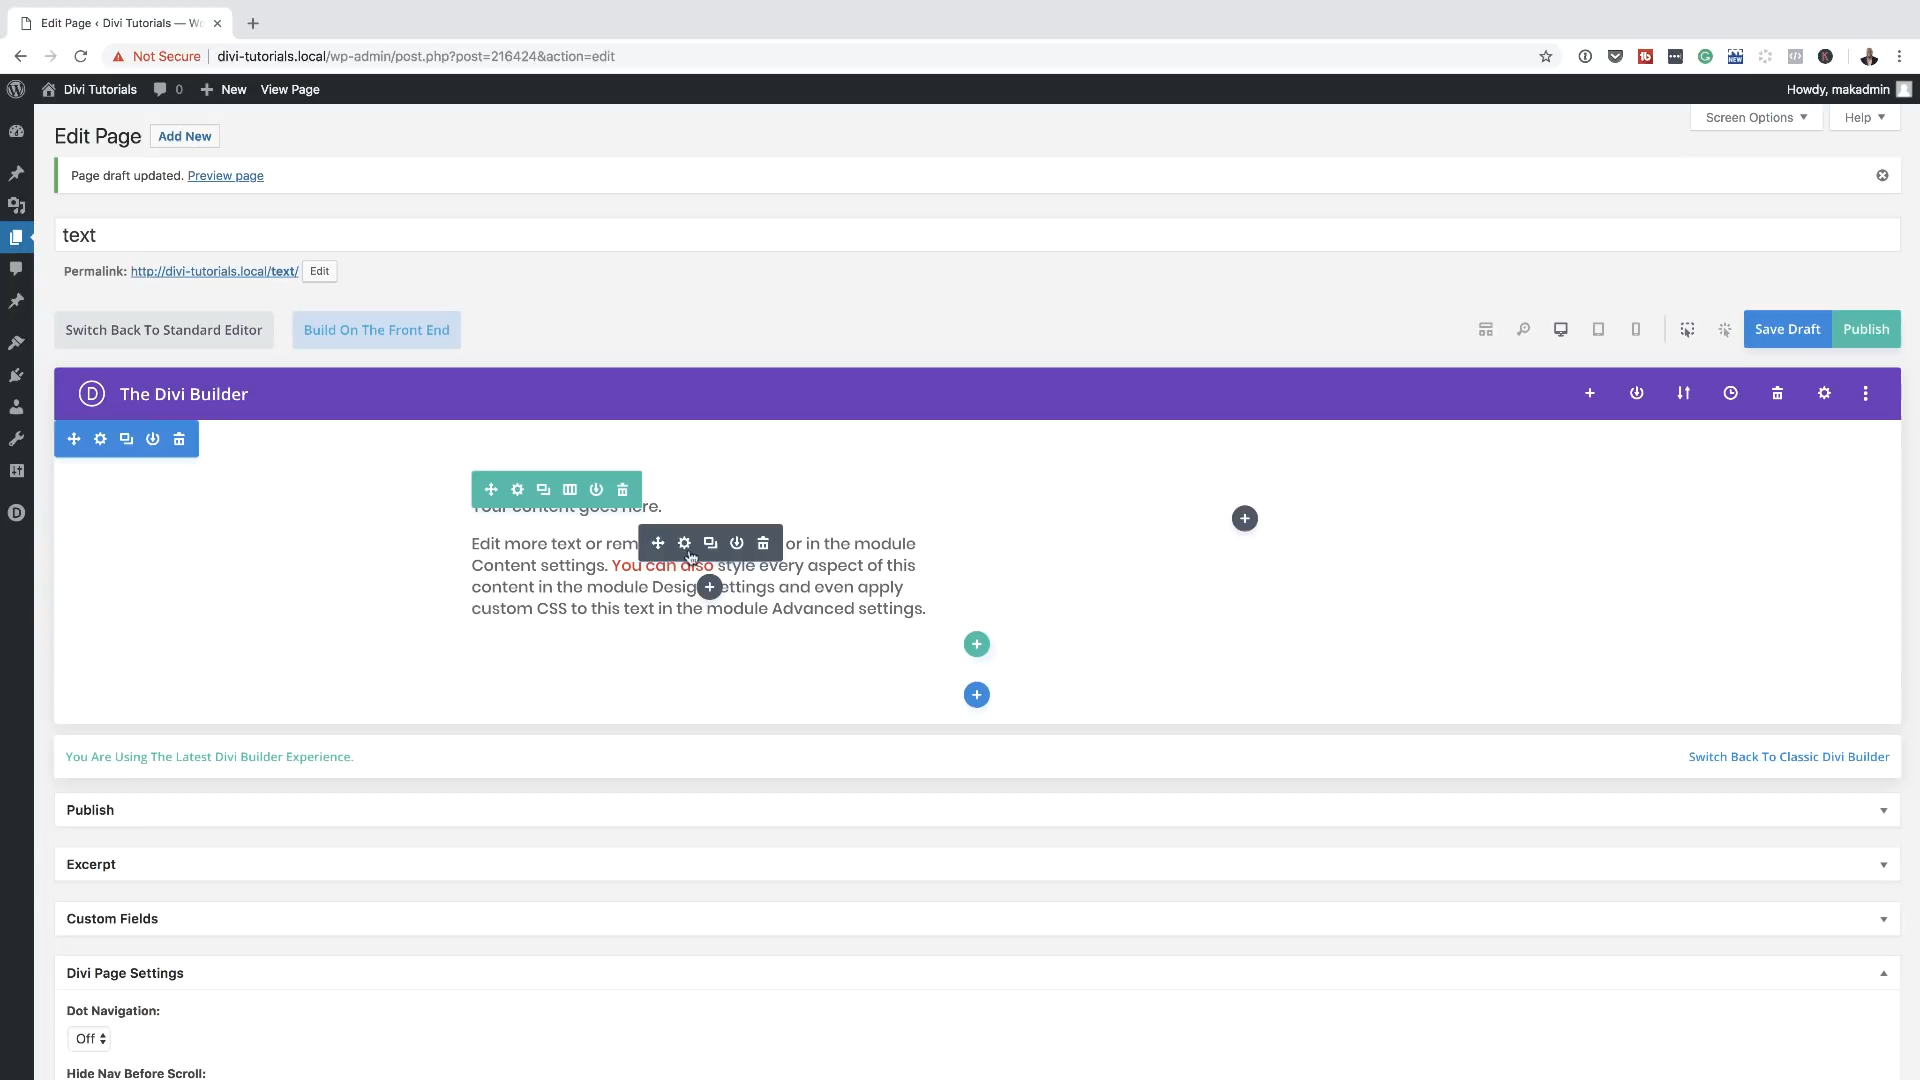 Edit Page ‹ Divi Tutorials — Wo
Not Secure
divi-tutorials.local/wp-admin/post.php?post=216424&action=edit
Divi Tutorials
0
New
View Page
Howdy, makadmin
Edit Page
Add New
Screen Options
Help
Page draft updated. Preview page
text
Permalink: http://divi-tutorials.local/text/
Edit
Switch Back To Standard Editor
Build On The Front End
Save Draft
Publish
The Divi Builder
Your content goes here.
Edit more text or rem or in the module
Content settings. You can also style every aspect of this
content in the module Desig ettings and even apply
custom CSS to this text in the module Advanced settings.
You Are Using The Latest Divi Builder Experience.
Switch Back To Classic Divi Builder
Publish
Excerpt
Custom Fields
Divi Page Settings
Dot Navigation:
Off
Hide Nav Before Scroll: